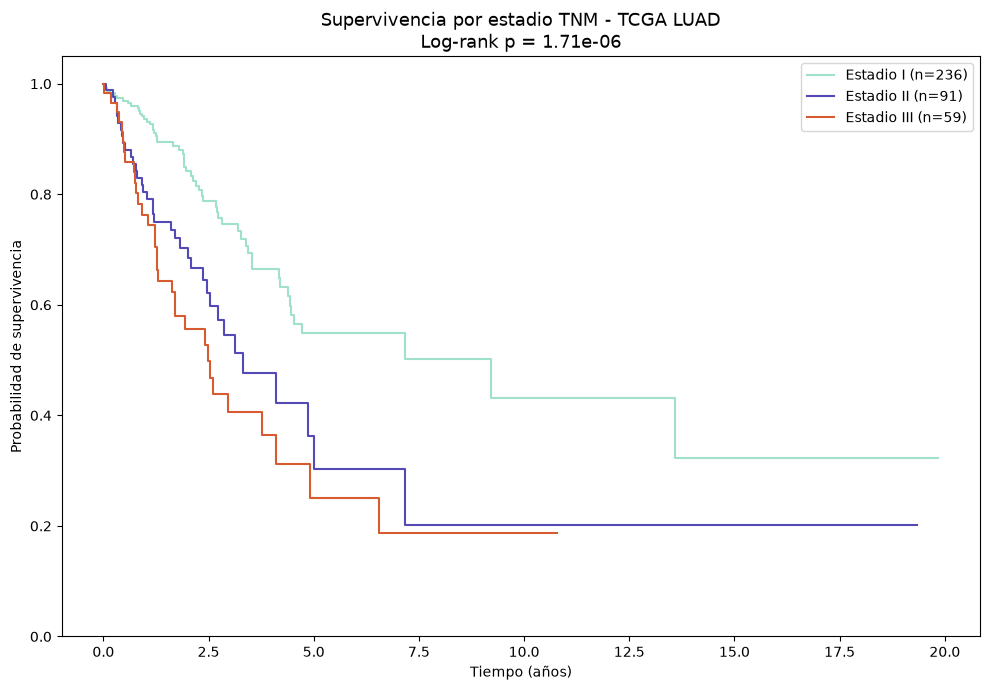 Supervivencia por estadio TNM - TCGA LUAD
Log-rank p = 1.71e-06
Estadio I (n=236)
Estadio II (n=91)
Estadio III (n=59)
Probabilidad de supervivencia
1.0
0.8
0.6
0.4
0.2
0.0
0.0 2.5 5.0 7.5 10.0 12.5 15.0 17.5 20.0
Tiempo (años)